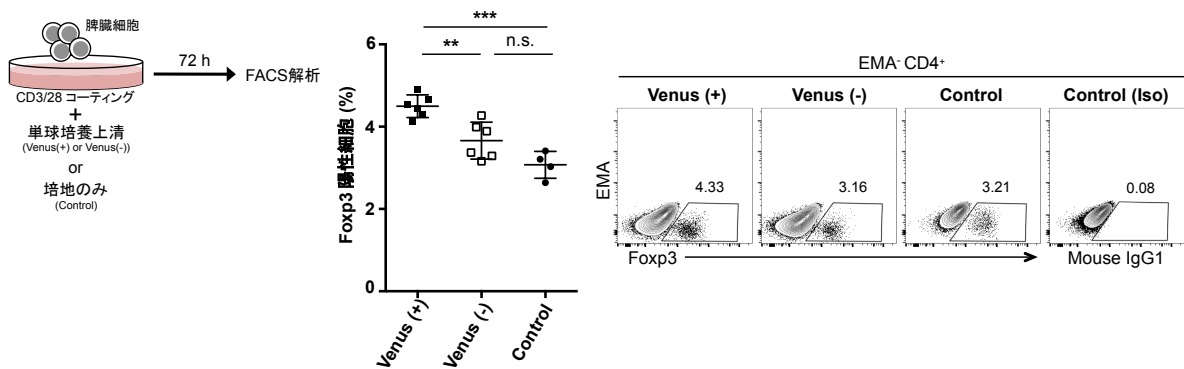 脾臓細胞
72 h
FACS解析
CD3/28 コーティング
+
単球培養上清
(Venus(+) or Venus(-))
or
培地のみ
(Control)
Foxp3 陽性細胞(%)
6
4
2
0
***
**
n.s.
Venus (+)
Venus (-)
Control
EMA- CD4+
Venus (+)
Venus (-)
Control
Control (Iso)
EMA
4.33
3.16
3.21
0.08
Foxp3
Mouse IgG1